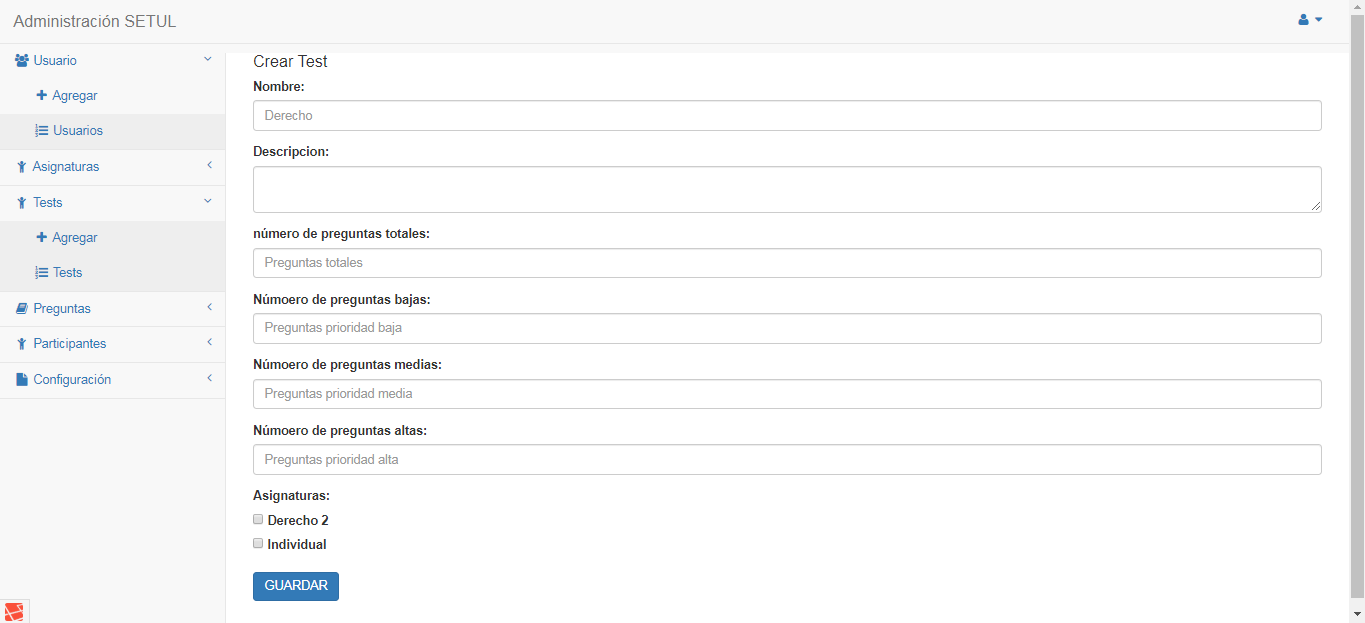 Administración SETUL
Usuario
Agregar
Usuarios
Asignaturas
Tests
Agregar
Tests
Preguntas
Participantes
Configuración
Crear Test
Nombre:
Derecho
Descripcion:
número de preguntas totales:
Preguntas totales
Númoero de preguntas bajas:
Preguntas prioridad baja
Númoero de preguntas medias:
Preguntas prioridad media
Númoero de preguntas altas:
Preguntas prioridad alta
Asignaturas:
Derecho 2
Individual
GUARDAR